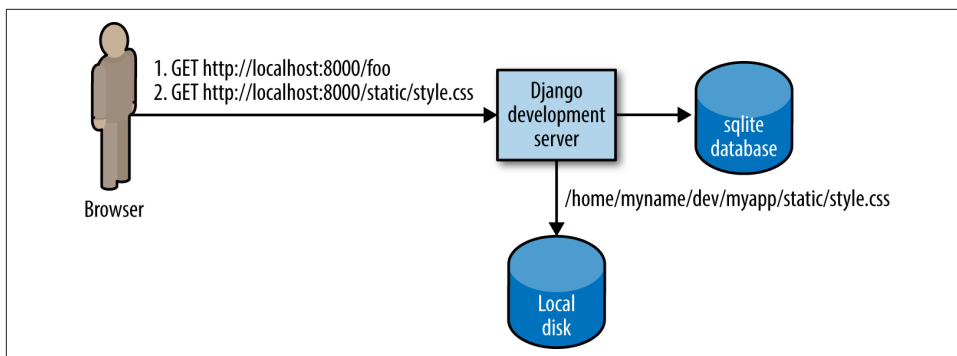 1. GET http://localhost:8000/foo
2. GET http://localhost:8000/static/style.css
Browser
Django
development
server
sqlite
database
/home/myname/dev/myapp/static/style.css
Local
disk